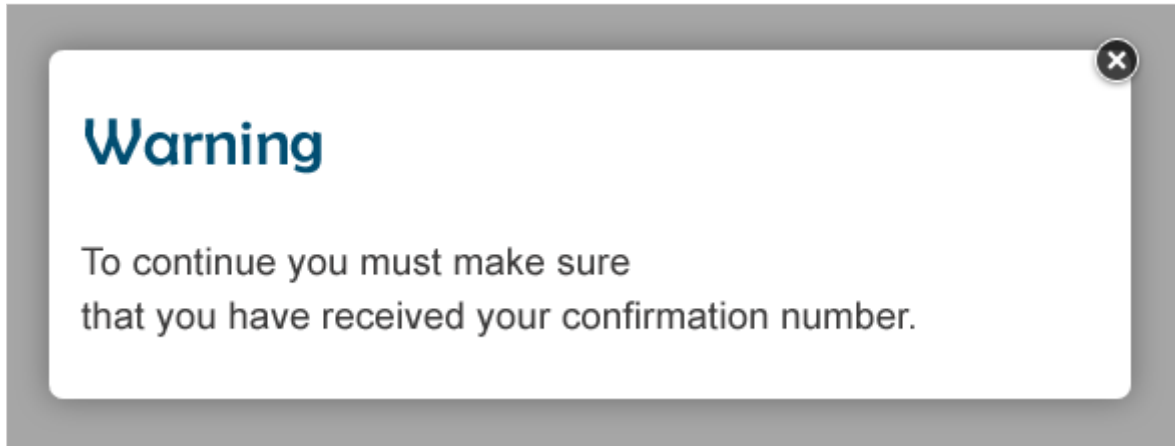 Warning
To continue you must make sure
that you have received your confirmation number.